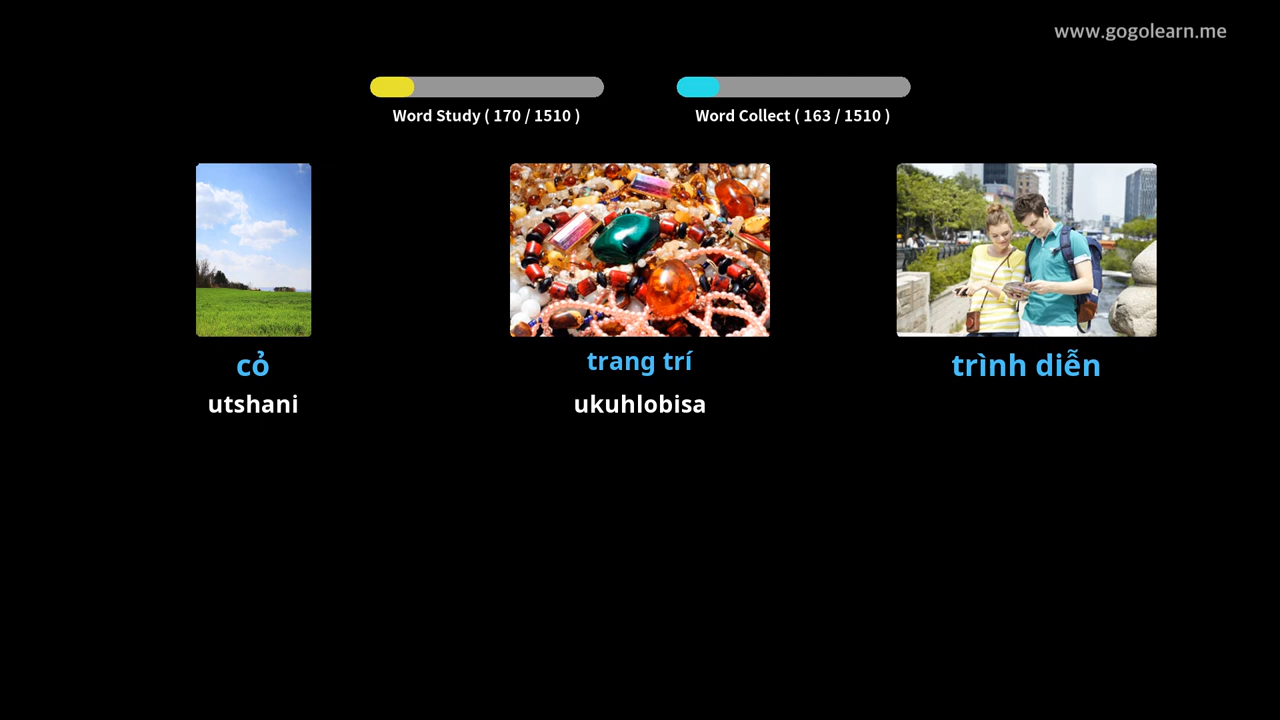 www.gogolearn.me
Word Study ( 170 / 1510 )
Word Collect ( 163 / 1510 )
cỏ
utshani
trang trí
ukuhlobisa
trình diễn